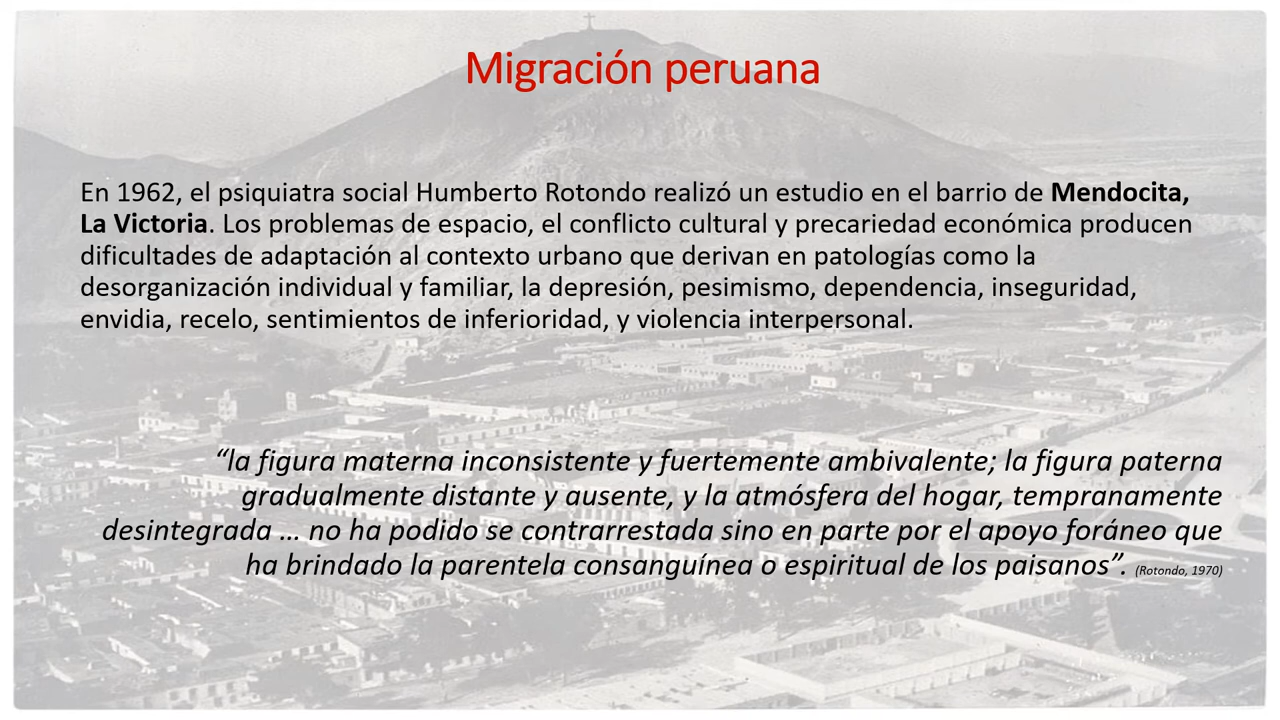 Migración peruana
En 1962, el psiquiatra social Humberto Rotondo realizó un estudio en el barrio de Mendocita,
La Victoria. Los problemas de espacio, el conflicto cultural y precariedad económica producen
dificultades de adaptación al contexto urbano que derivan en patologías como la
desorganización individual y familiar, la depresión, pesimismo, dependencia, inseguridad,
envidia, recelo, sentimientos de inferioridad, y violencia interpersonal.
“la figura materna inconsistente y fuertemente ambivalente; la figura paterna
gradualmente distante y ausente, y la atmósfera del hogar, tempranamente
desintegrada … no ha podido se contrarrestada sino en parte por el apoyo foráneo que
ha brindado la parentela consanguínea o espiritual de los paisanos”. (Rotondo, 1970)